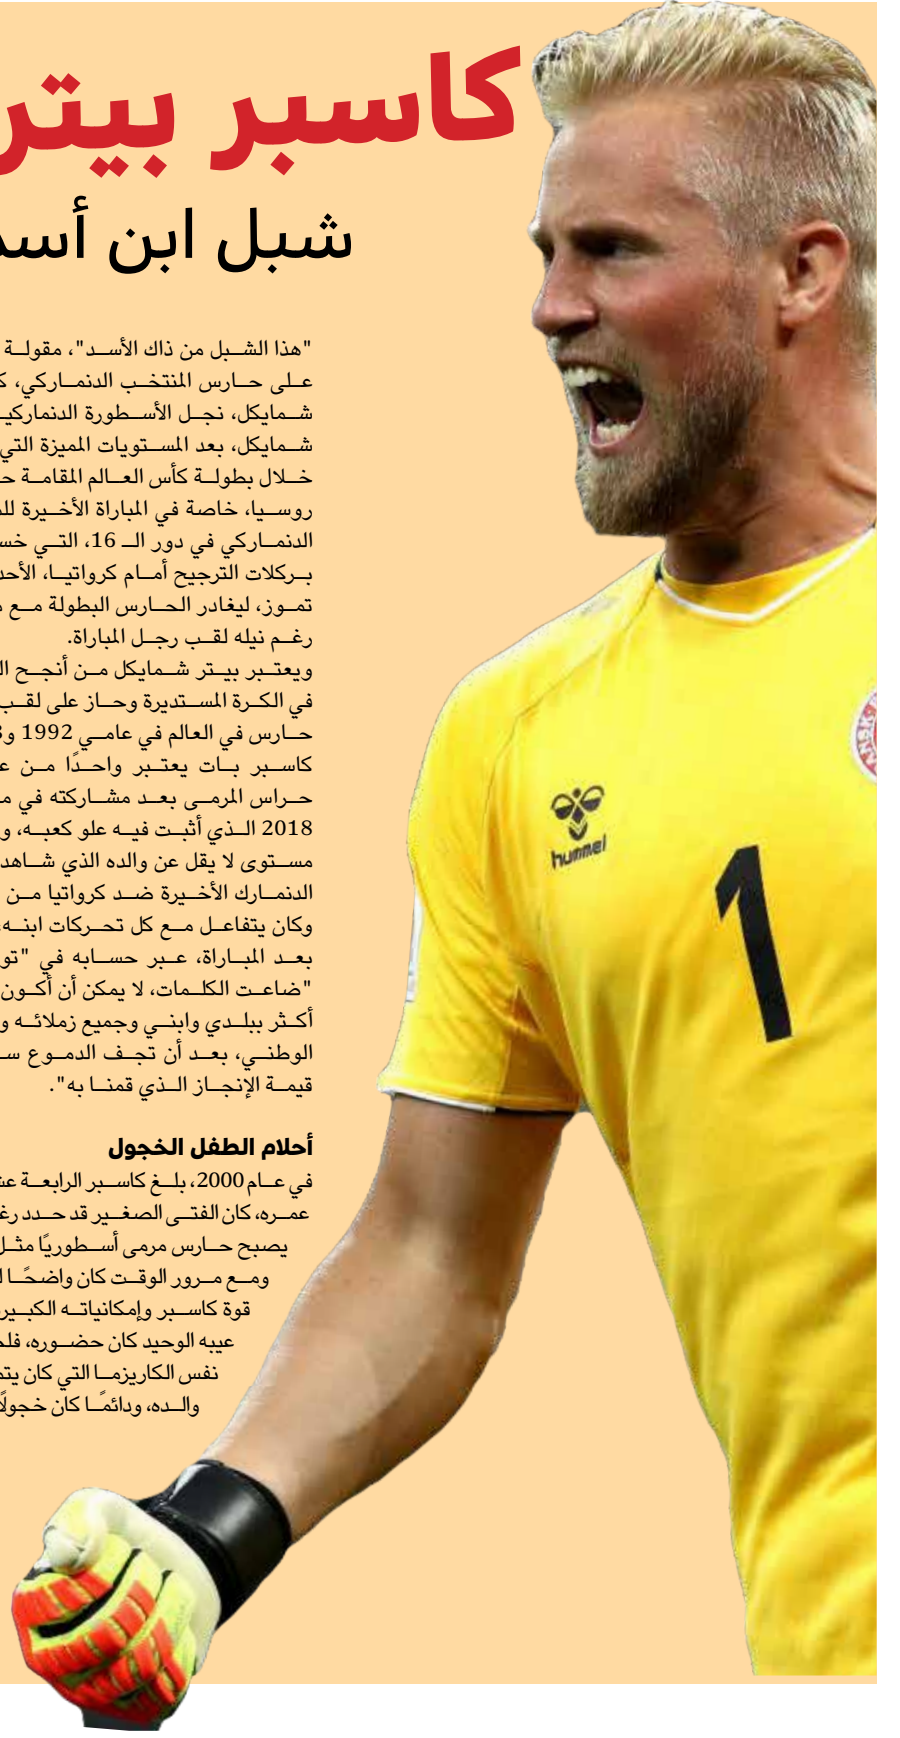 كاسبر بيتر
شبل ابن أسد
"هذا الشبل من ذاك الأسد"، مقولة
على حارس المنتخب الدنماركي،
شمايكل، نجل الأسطورة الدنماركية
شمايكل، بعد المستويات المميزة التي
خلال بطولة كأس العالم المقامة
روسيا، خاصة في المباراة الأخيرة
الدنماركي في دور الـ 16، التي
بركلات الترجيح أمام كرواتيا، الأحد
تموز، ليغادر الحارس البطولة مع
رغم نيله لقب رجل المباراة.
ويعتبر بيتر شمايكل من أنجح
في الكرة المستديرة وحاز على لقب
حارس في العالم في عامي 1992
كاسبر بات يعتبر واحدًا من
حراس المرمى بعد مشاركته في
2018 الذي أثبت فيه علو كعبه،
مستوى لا يقل عن والده الذي شاهد
الدنمارك الأخيرة ضد كرواتيا من
وكان يتفاعل مع كل تحركات ابنه،
بعد المباراة، عبر حسابه في
"ضاعت الكلمات، لا يمكن أن أكون
أكثر ببلدي وابني وجميع زملائه
الوطني، بعد أن تجف الدموع
قيمة الإنجاز الذي قمنا به".
أحلام الطفل الخجول
في عام 2000، بلغ كاسبر الرابعة
عمره، كان الفتى الصغير قد حدد
يصبح حارس مرمى أسطوريًا مثل
ومع مرور الوقت كان واضحًا
قوة كاسبر وإمكانياته الكبيرة
عيبه الوحيد كان حضوره،
نفس الكاريزما التي كان
والده، ودائمًا كان خجولًا
hummel
1